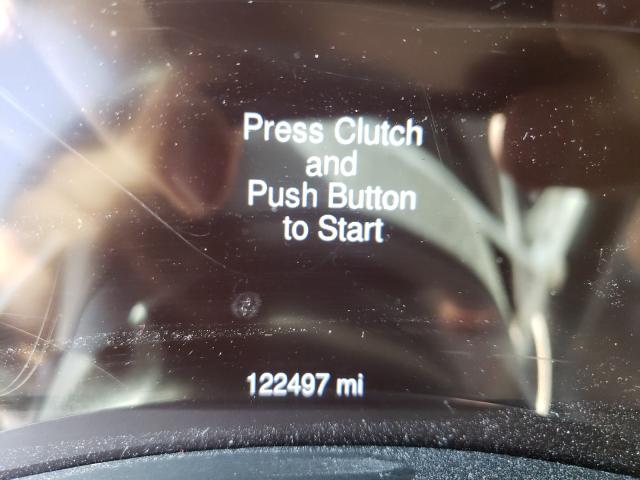 Press Clutch
and
Push Button
to Start
122497 mi